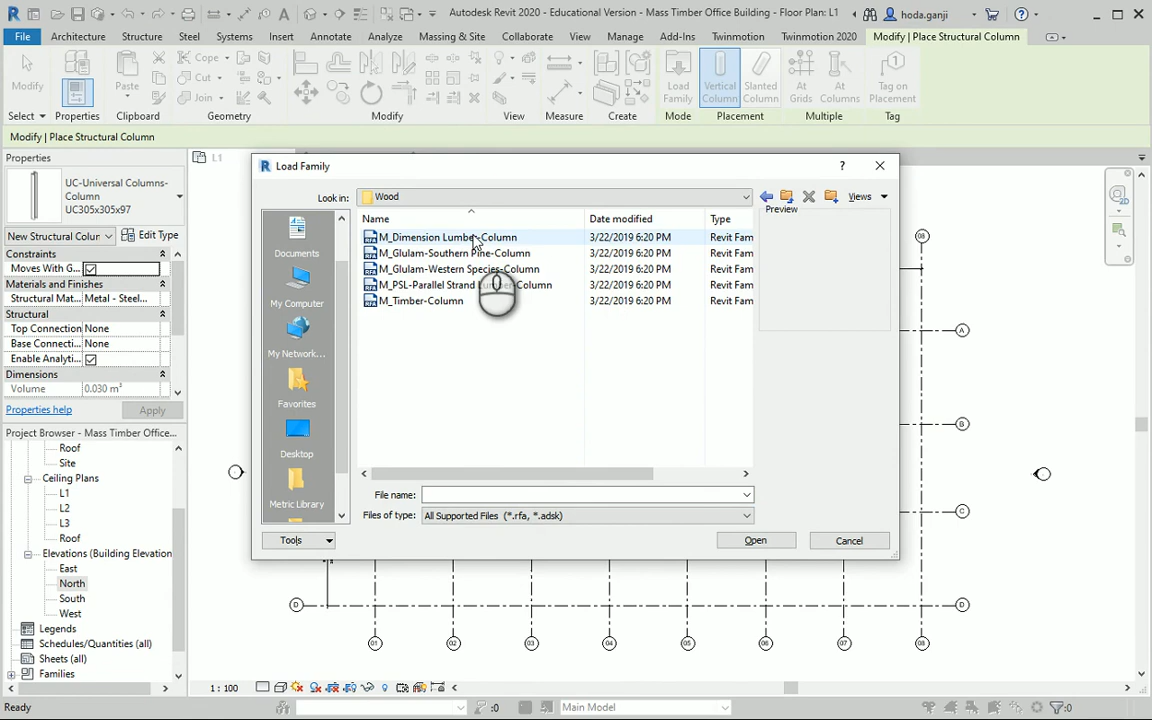 Autodesk Revit 2020 - Educational Version - Mass Timber Office Building - Floor Plan: L1
hoda.ganji
File Architecture Structure Steel Systems Insert Annotate Analyze Massing & Site Collaborate View Manage Add-Ins Twinmotion Twinmotion 2020 Modify | Place Structural Column
Modify
Properties
Paste
Cope
Cut
Join
Load Family
Vertical Column
Slanted Column
At Grids
At Columns
Tag on Placement
Select Properties Clipboard Geometry Modify View Measure Create Mode Placement Multiple Tag
Modify | Place Structural Column
Properties
UC-Universal Columns-Column
UC305x305x97
New Structural Colum
Edit Type
Constraints
Moves With G...
Materials and Finishes
Structural Mat... Metal - Steel...
Structural
Top Connection None
Base Connecti... None
Enable Analyti...
Dimensions
Volume 0.030 m³
Properties help Apply
Project Browser - Mass Timber Office...
Roof
Site
Ceiling Plans
L1
L2
L3
Roof
Elevations (Building Elevation
East
North
South
West
Legends
Schedules/Quantities (all)
Sheets (all)
Families
L1
Load Family
Look in: Wood
Views
Name Date modified Type
Preview
M_Dimension Lumber-Column 3/22/2019 6:20 PM Revit Fam
M_Glulam-Southern Pine-Column 3/22/2019 6:20 PM Revit Fam
M_Glulam-Western Species-Column 3/22/2019 6:20 PM Revit Fam
M_PSL-Parallel Strand Lumber-Column 3/22/2019 6:20 PM Revit Fam
M_Timber-Column 3/22/2019 6:20 PM Revit Fam
Documents
My Computer
My Network...
Favorites
Desktop
Metric Library
File name:
Files of type: All Supported Files (*.rfa, *.adsk)
Tools Open Cancel
08
A
B
C
D D
01 02 03 04 05 06 07 08
1 : 100
Ready
:0
Main Model
:0